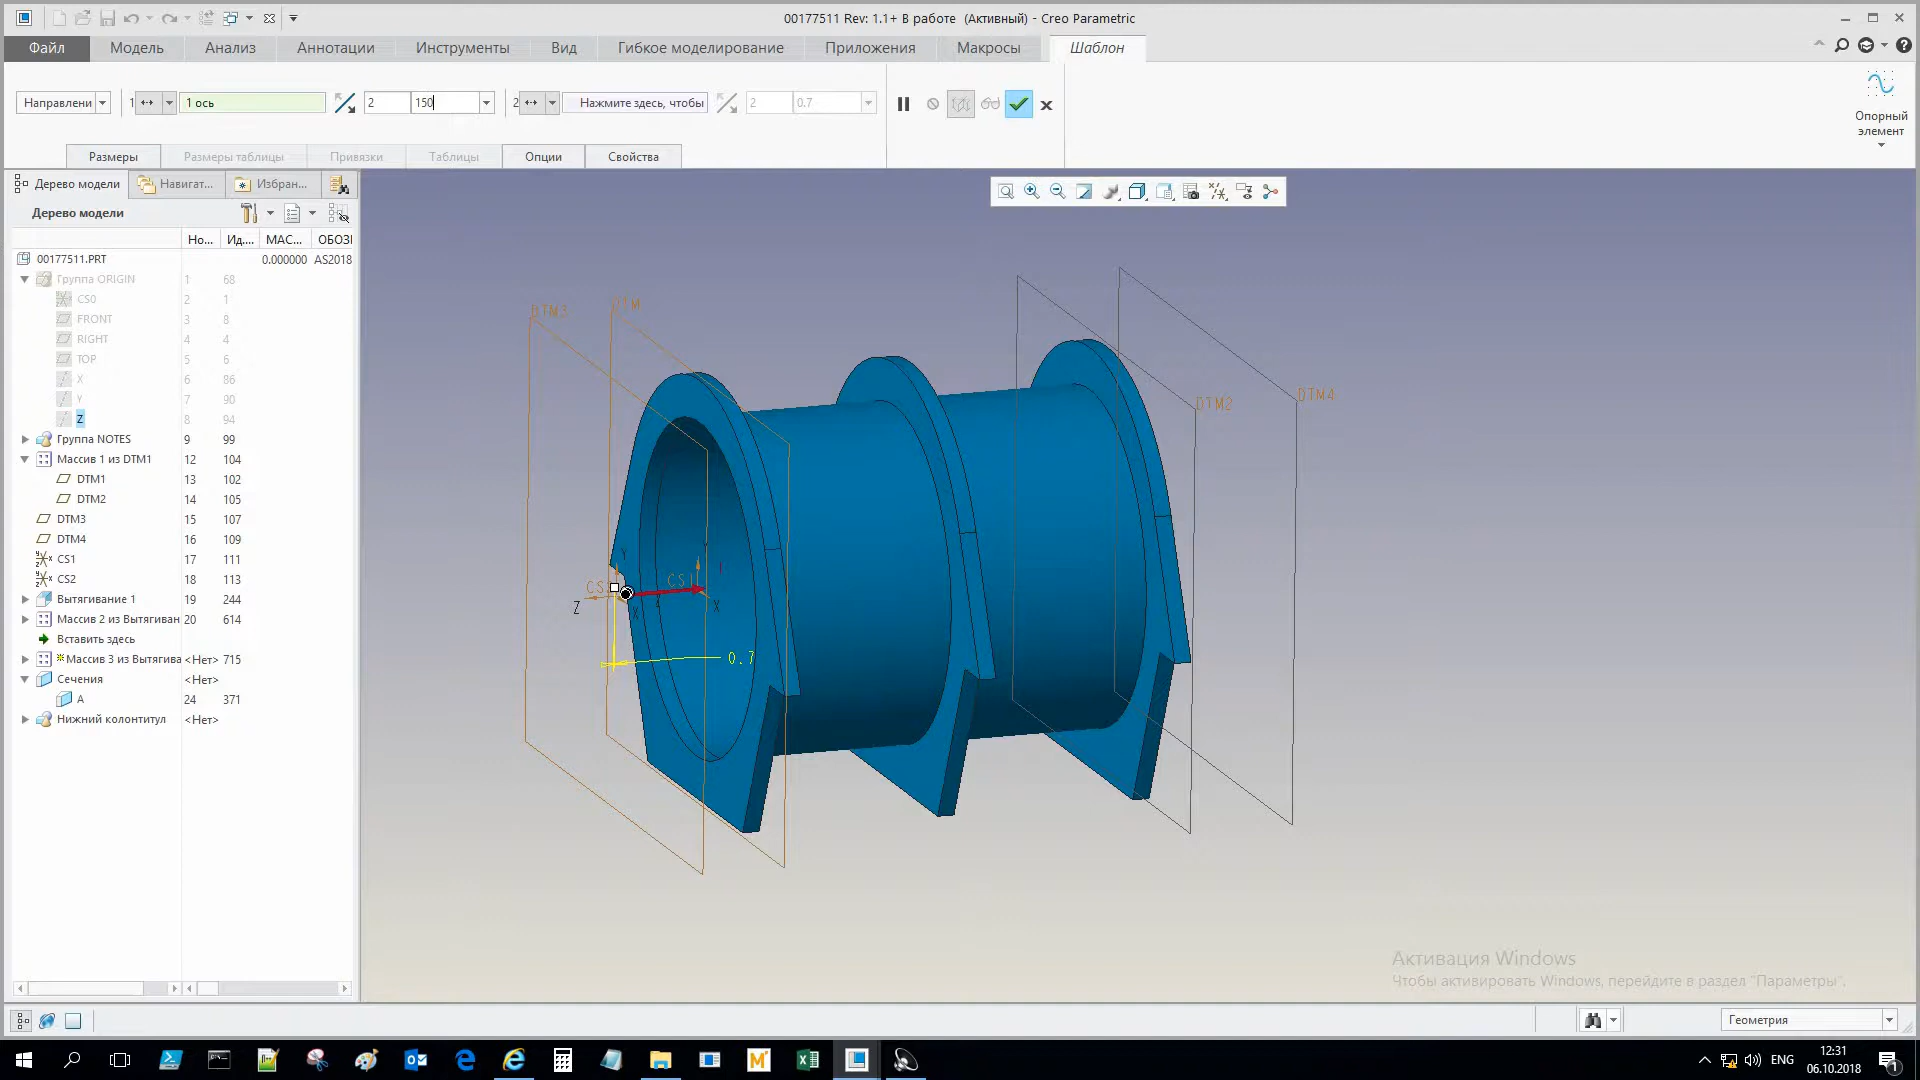 00177511 Rev: 1.1+ В работе (Активный) - Creo Parametric
Файл
Модель
Анализ
Аннотации
Инструменты
Вид
Гибкое моделирование
Приложения
Макросы
Шаблон
Направлени
1
1 ось
2
150
2
Нажмите здесь, чтобы
2
0.7
Опорный
элемент
Размеры
Размеры таблицы
Привязки
Таблицы
Опции
Свойства
Дерево модели
Навигат...
Избран...
Дерево модели
Но...
Ид....
МАС...
ОБОЗI
00177511.PRT 0.000000 AS2018
Группа ORIGIN 1 68
CS0 2 1
FRONT 3 8
RIGHT 4 4
TOP 5 6
X 6 86
Y 7 90
Z 8 94
Группа NOTES 9 99
Массив 1 из DTM1 12 104
DTM1 13 102
DTM2 14 105
DTM3 15 107
DTM4 16 109
CS1 17 111
CS2 18 113
Вытягивание 1 19 244
Массив 2 из Вытягиван 20 614
Вставить здесь
Массив 3 из Вытягива <Нет> 715
Сечения <Нет>
A 24 371
Нижний колонтитул <Нет>
DTM3
DTM
DTM2
DTM4
Y
CS
CS1
Z
X
Z
X
0.7
Активация Windows
Чтобы активировать Windows, перейдите в раздел "Параметры".
Геометрия
ENG
12:31
06.10.2018
1